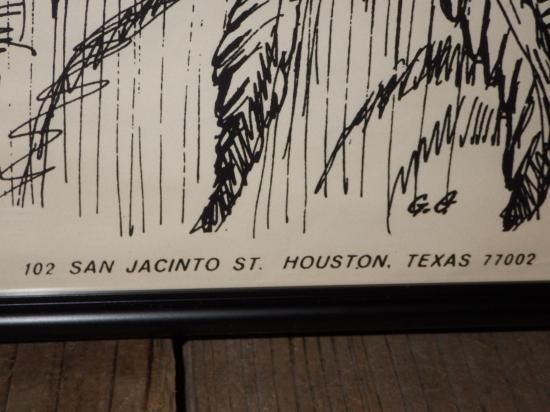 G.G
102 SAN JACINTO ST. HOUSTON, TEXAS 77002